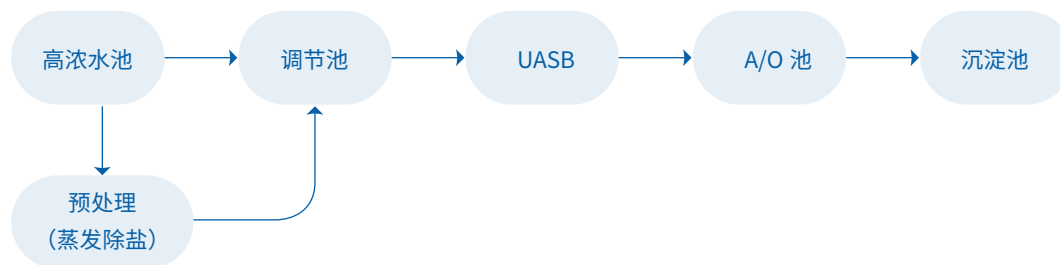 高浓水池
调节池
UASB
A/O 池
沉淀池
预处理
（蒸发除盐）